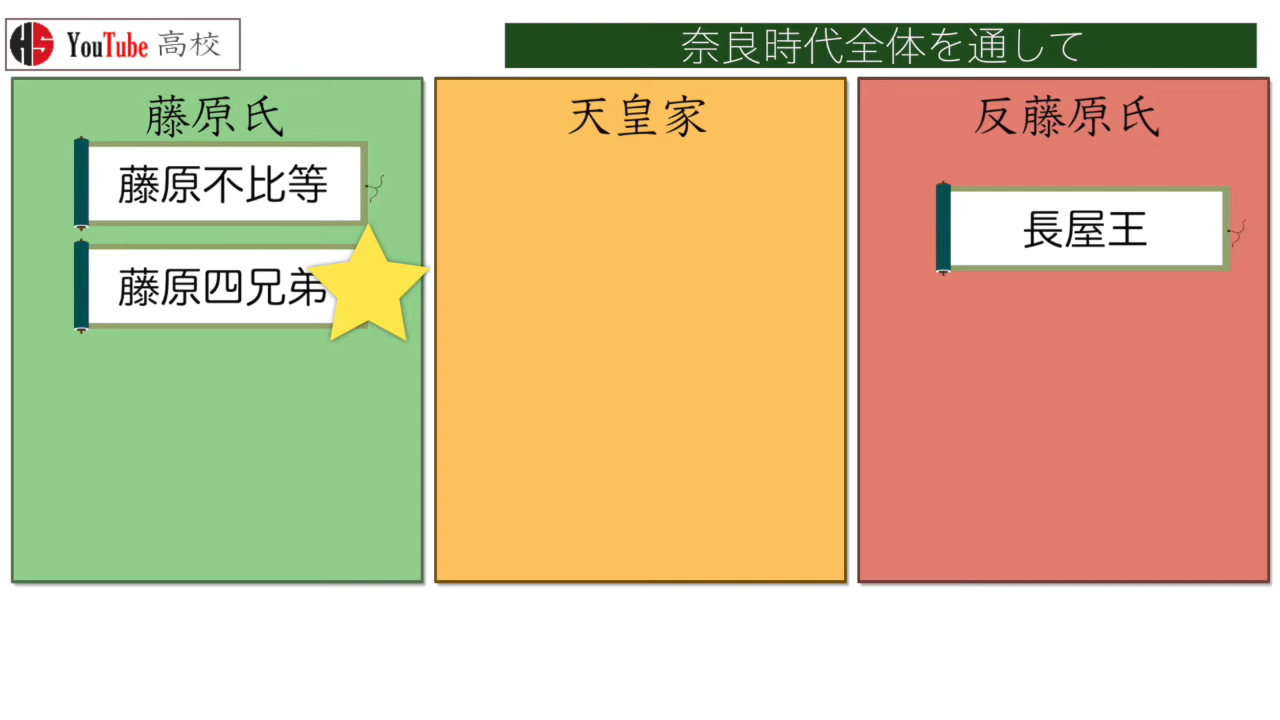 HS YouTube 高校
奈良時代全体を通して
藤原氏
藤原不比等
藤原四兄弟
天皇家
反藤原氏
長屋王